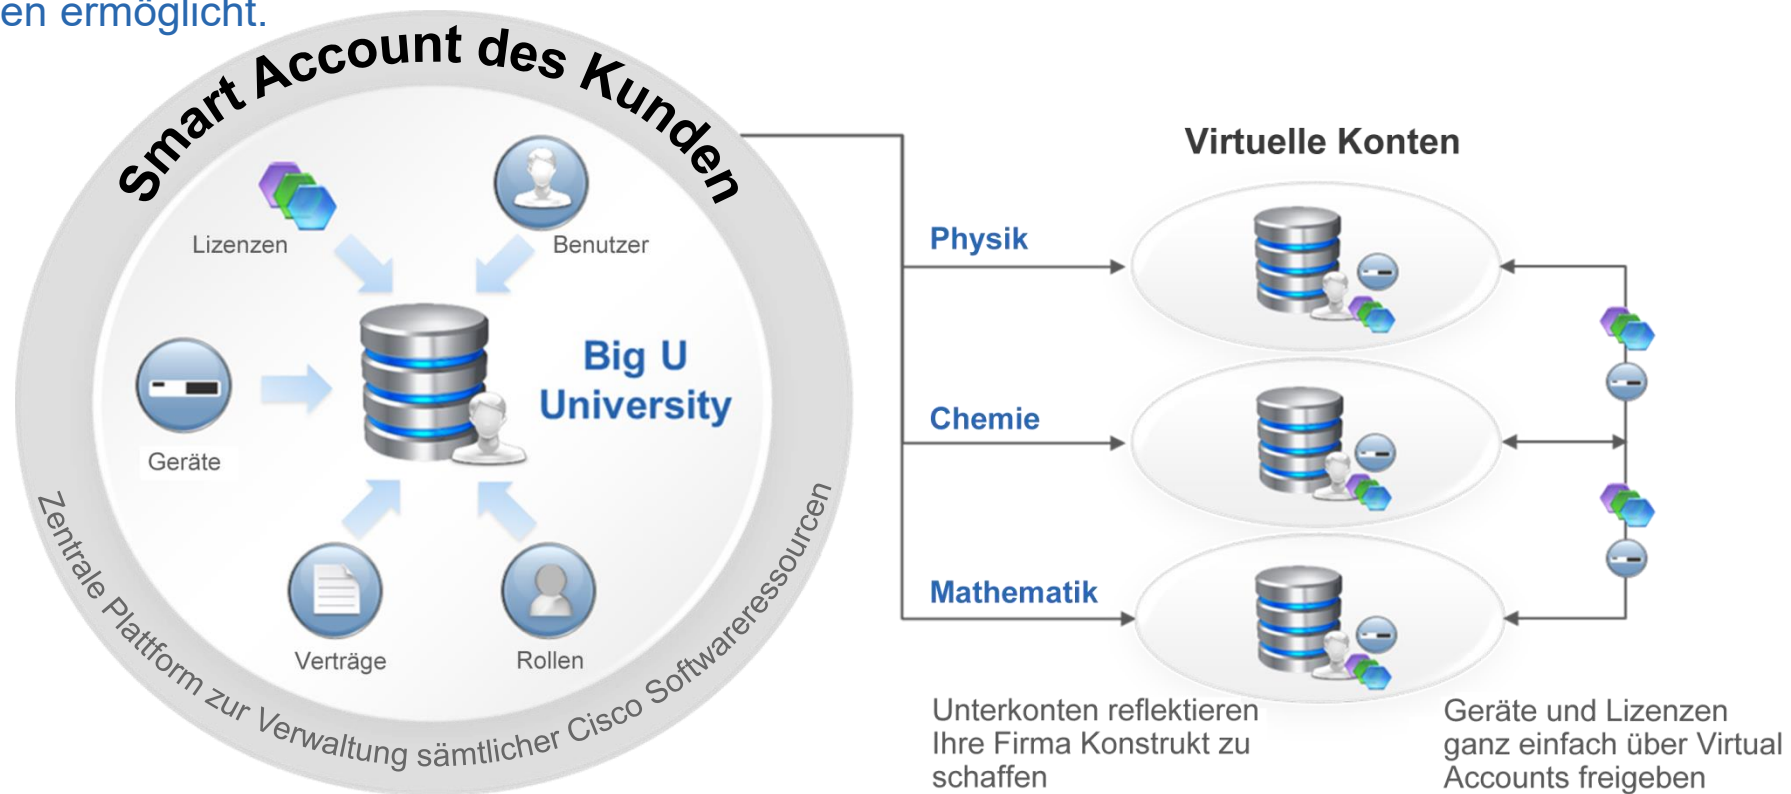 en ermöglicht.
Smart Account des Kunden
Lizenzen
Benutzer
Big U
University
Geräte
Verträge
Rollen
Zentrale Plattform zur Verwaltung sämtlicher Cisco Softwareressourcen
Virtuelle Konten
Physik
Chemie
Mathematik
Unterkonten reflektieren
Ihre Firma Konstrukt zu
schaffen
Geräte und Lizenzen
ganz einfach über Virtual
Accounts freigeben